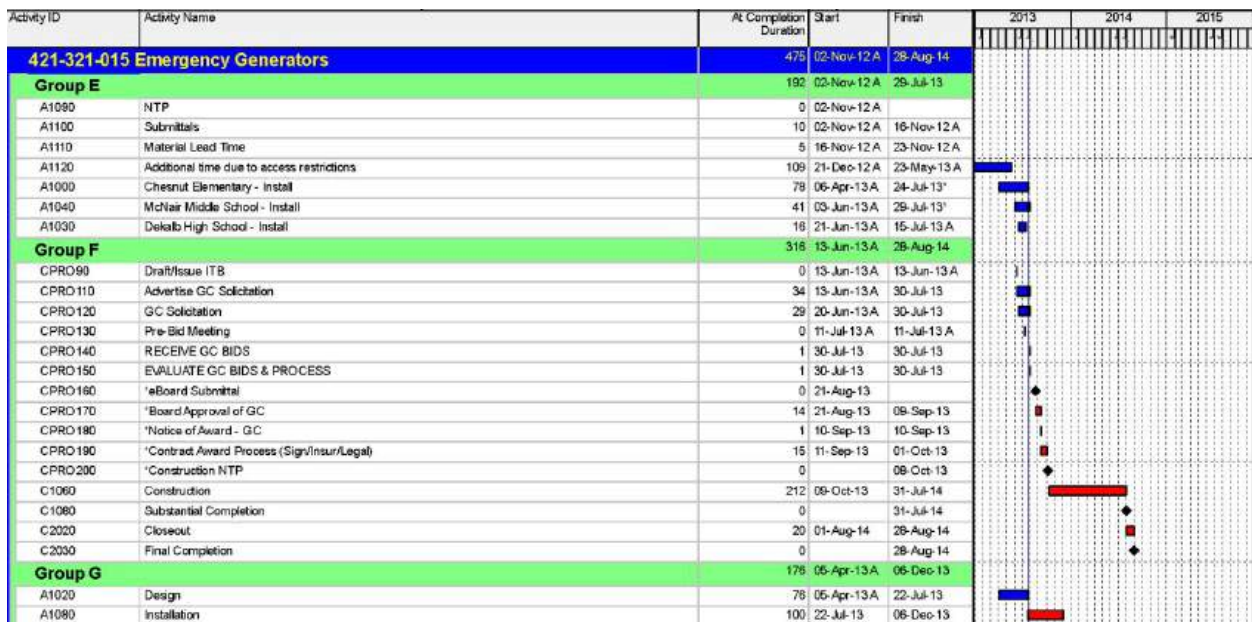 Activity ID Activity Name At Completion Start Finish 2013 2014 2015
Duration
421-321-015 Emergency Generators 475 02-Nov-12 A 28-Aug-14
Group E 192 02-Nov-12 A 29-Jul-13
A1090 NTP 0 02-Nov-12 A
A1100 Submittals 10 02-Nov-12 A 16-Nov-12 A
A1110 Material Lead Time 5 16-Nov-12 A 23-Nov-12 A
A1120 Additional time due to access restrictions 109 21-Dec-12 A 23-May-13 A
A1000 Chesnut Elementary - Install 78 06-Apr-13 A 24-Jul-13*
A1040 McNair Middle School - Install 41 03-Jun-13 A 29-Jul-13*
A1030 Dekalb High School - Install 16 21-Jun-13 A 15-Jul-13 A
Group F 316 13-Jun-13 A 28-Aug-14
CPRO90 Draft/Issue ITB 0 13-Jun-13 A 13-Jun-13 A
CPRO110 Advertise GC Solicitation 34 13-Jun-13 A 30-Jul-13
CPRO120 GC Solicitation 29 20-Jun-13 A 30-Jul-13
CPRO130 Pre-Bid Meeting 0 11-Jul-13 A 11-Jul-13 A
CPRO140 RECEIVE GC BIDS 1 30-Jul-13 30-Jul-13
CPRO150 EVALUATE GC BIDS & PROCESS 1 30-Jul-13 30-Jul-13
CPRO160 *eBoard Submittal 0 21-Aug-13
CPRO170 *Board Approval of GC 14 21-Aug-13 09-Sep-13
CPRO180 *Notice of Award - GC 1 10-Sep-13 10-Sep-13
CPRO190 *Contract Award Process (Sign/Insur/Legal) 15 11-Sep-13 01-Oct-13
CPRO200 *Construction NTP 0 08-Oct-13
C1060 Construction 212 09-Oct-13 31-Jul-14
C1080 Substantial Completion 0 31-Jul-14
C2020 Closeout 20 01-Aug-14 28-Aug-14
C2030 Final Completion 0 28-Aug-14
Group G 176 05-Apr-13 A 06-Dec-13
A1020 Design 76 05-Apr-13 A 22-Jul-13
A1080 Installation 100 22-Jul-13 06-Dec-13